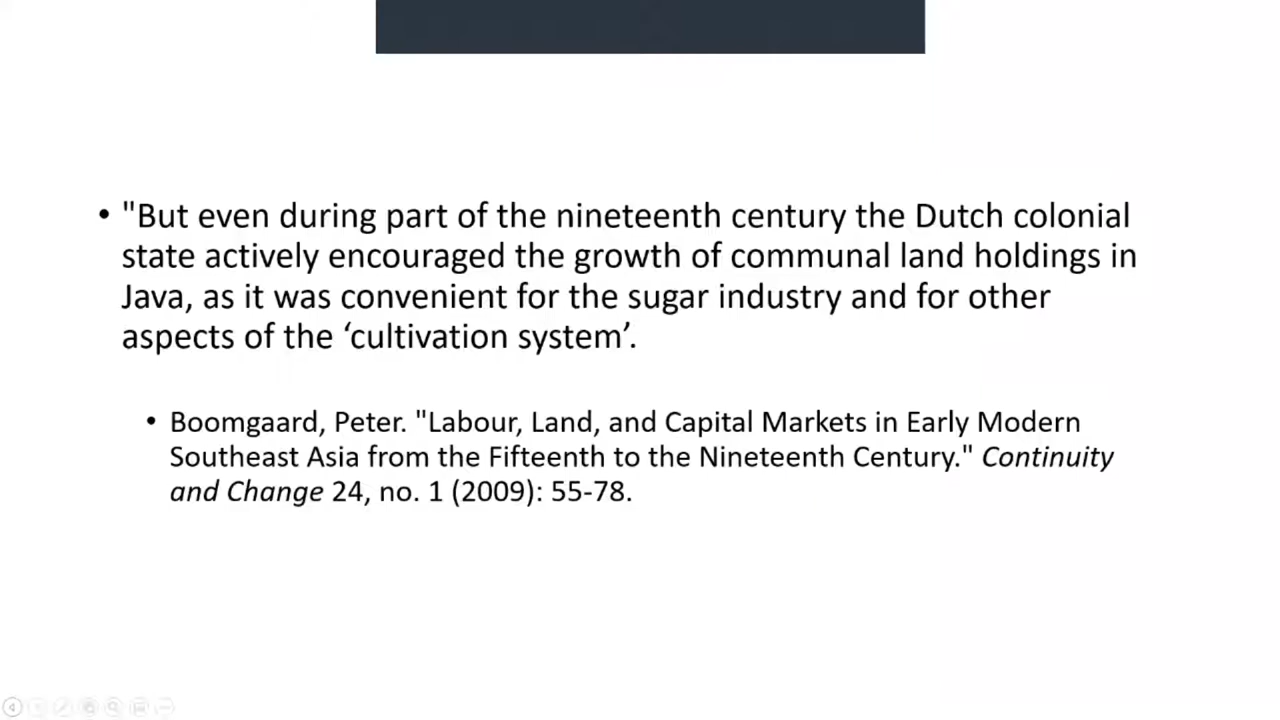 • "But even during part of the nineteenth century the Dutch colonial
state actively encouraged the growth of communal land holdings in
Java, as it was convenient for the sugar industry and for other
aspects of the ‘cultivation system’.
• Boomgaard, Peter. "Labour, Land, and Capital Markets in Early Modern
Southeast Asia from the Fifteenth to the Nineteenth Century." Continuity
and Change 24, no. 1 (2009): 55-78.